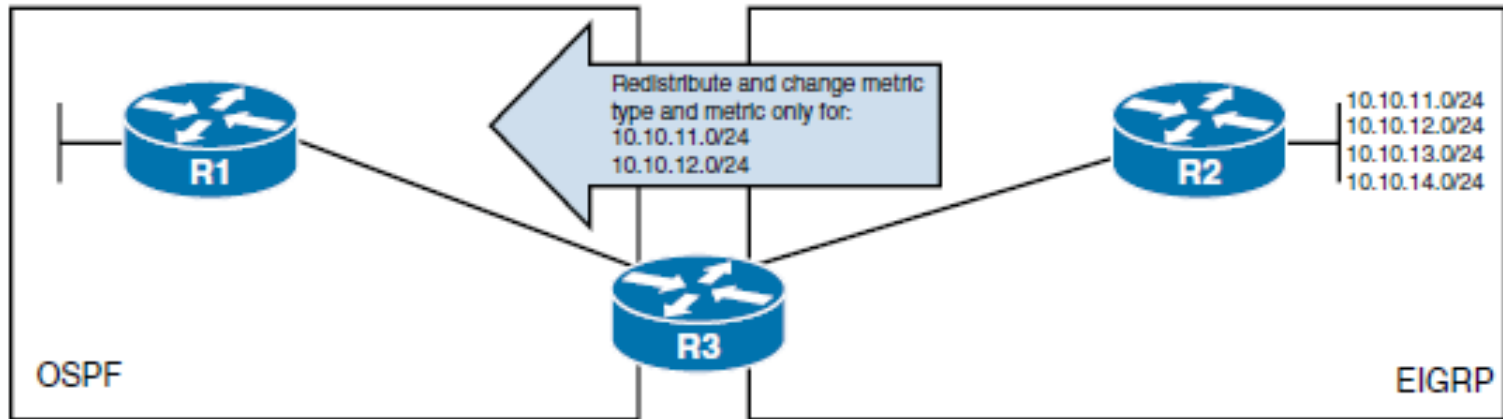 Redistribute and change metric
type and metric only for:
10.10.11.0/24
10.10.12.0/24
R1
R2
10.10.11.0/24
10.10.12.0/24
10.10.13.0/24
10.10.14.0/24
R3
OSPF
EIGRP